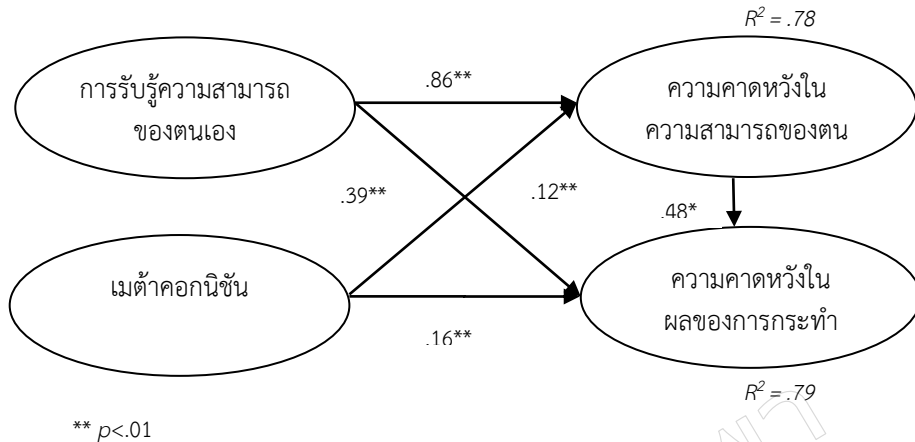 R² = .78
การรับรู้ความสามารถ
ของตนเอง
.86**
ความคาดหวังใน
ความสามารถของตน
.39**
.12**
.48*
เมต้าคอกนิชัน
ความคาดหวังใน
ผลของการกระทำ
.16**
R² = .79
** p<.01